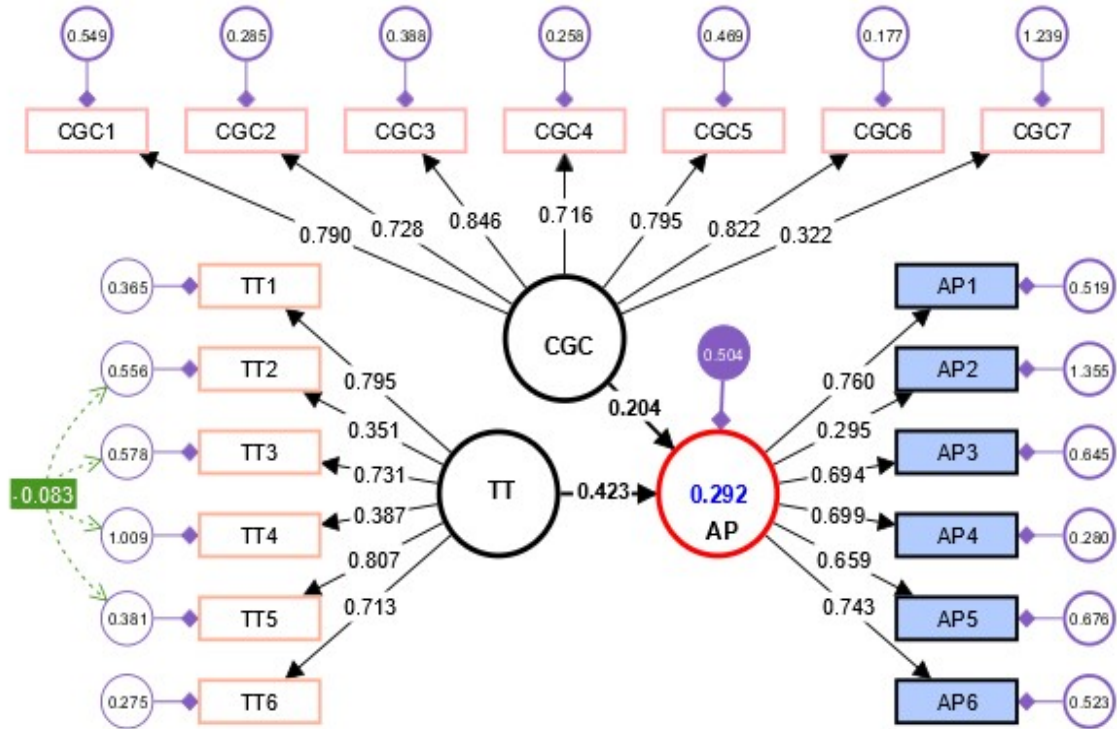 0.549 0.285 0.388 0.258 0.469 0.177 1.239
CGC1 CGC2 CGC3 CGC4 CGC5 CGC6 CGC7
0.790 0.728 0.846 0.716 0.795 0.822 0.322
0.365 TT1 AP1 0.519
CGC
0.504
0.556 TT2 AP2 1.355
0.795 0.760
0.204
0.351 0.295
0.578 TT3 AP3 0.645
0.731 0.694
-0.083 TT 0.423 0.292
AP
0.387 0.699
1.009 TT4 AP4 0.280
0.807 0.659
0.381 TT5 AP5 0.676
0.713 0.743
0.275 TT6 AP6 0.523